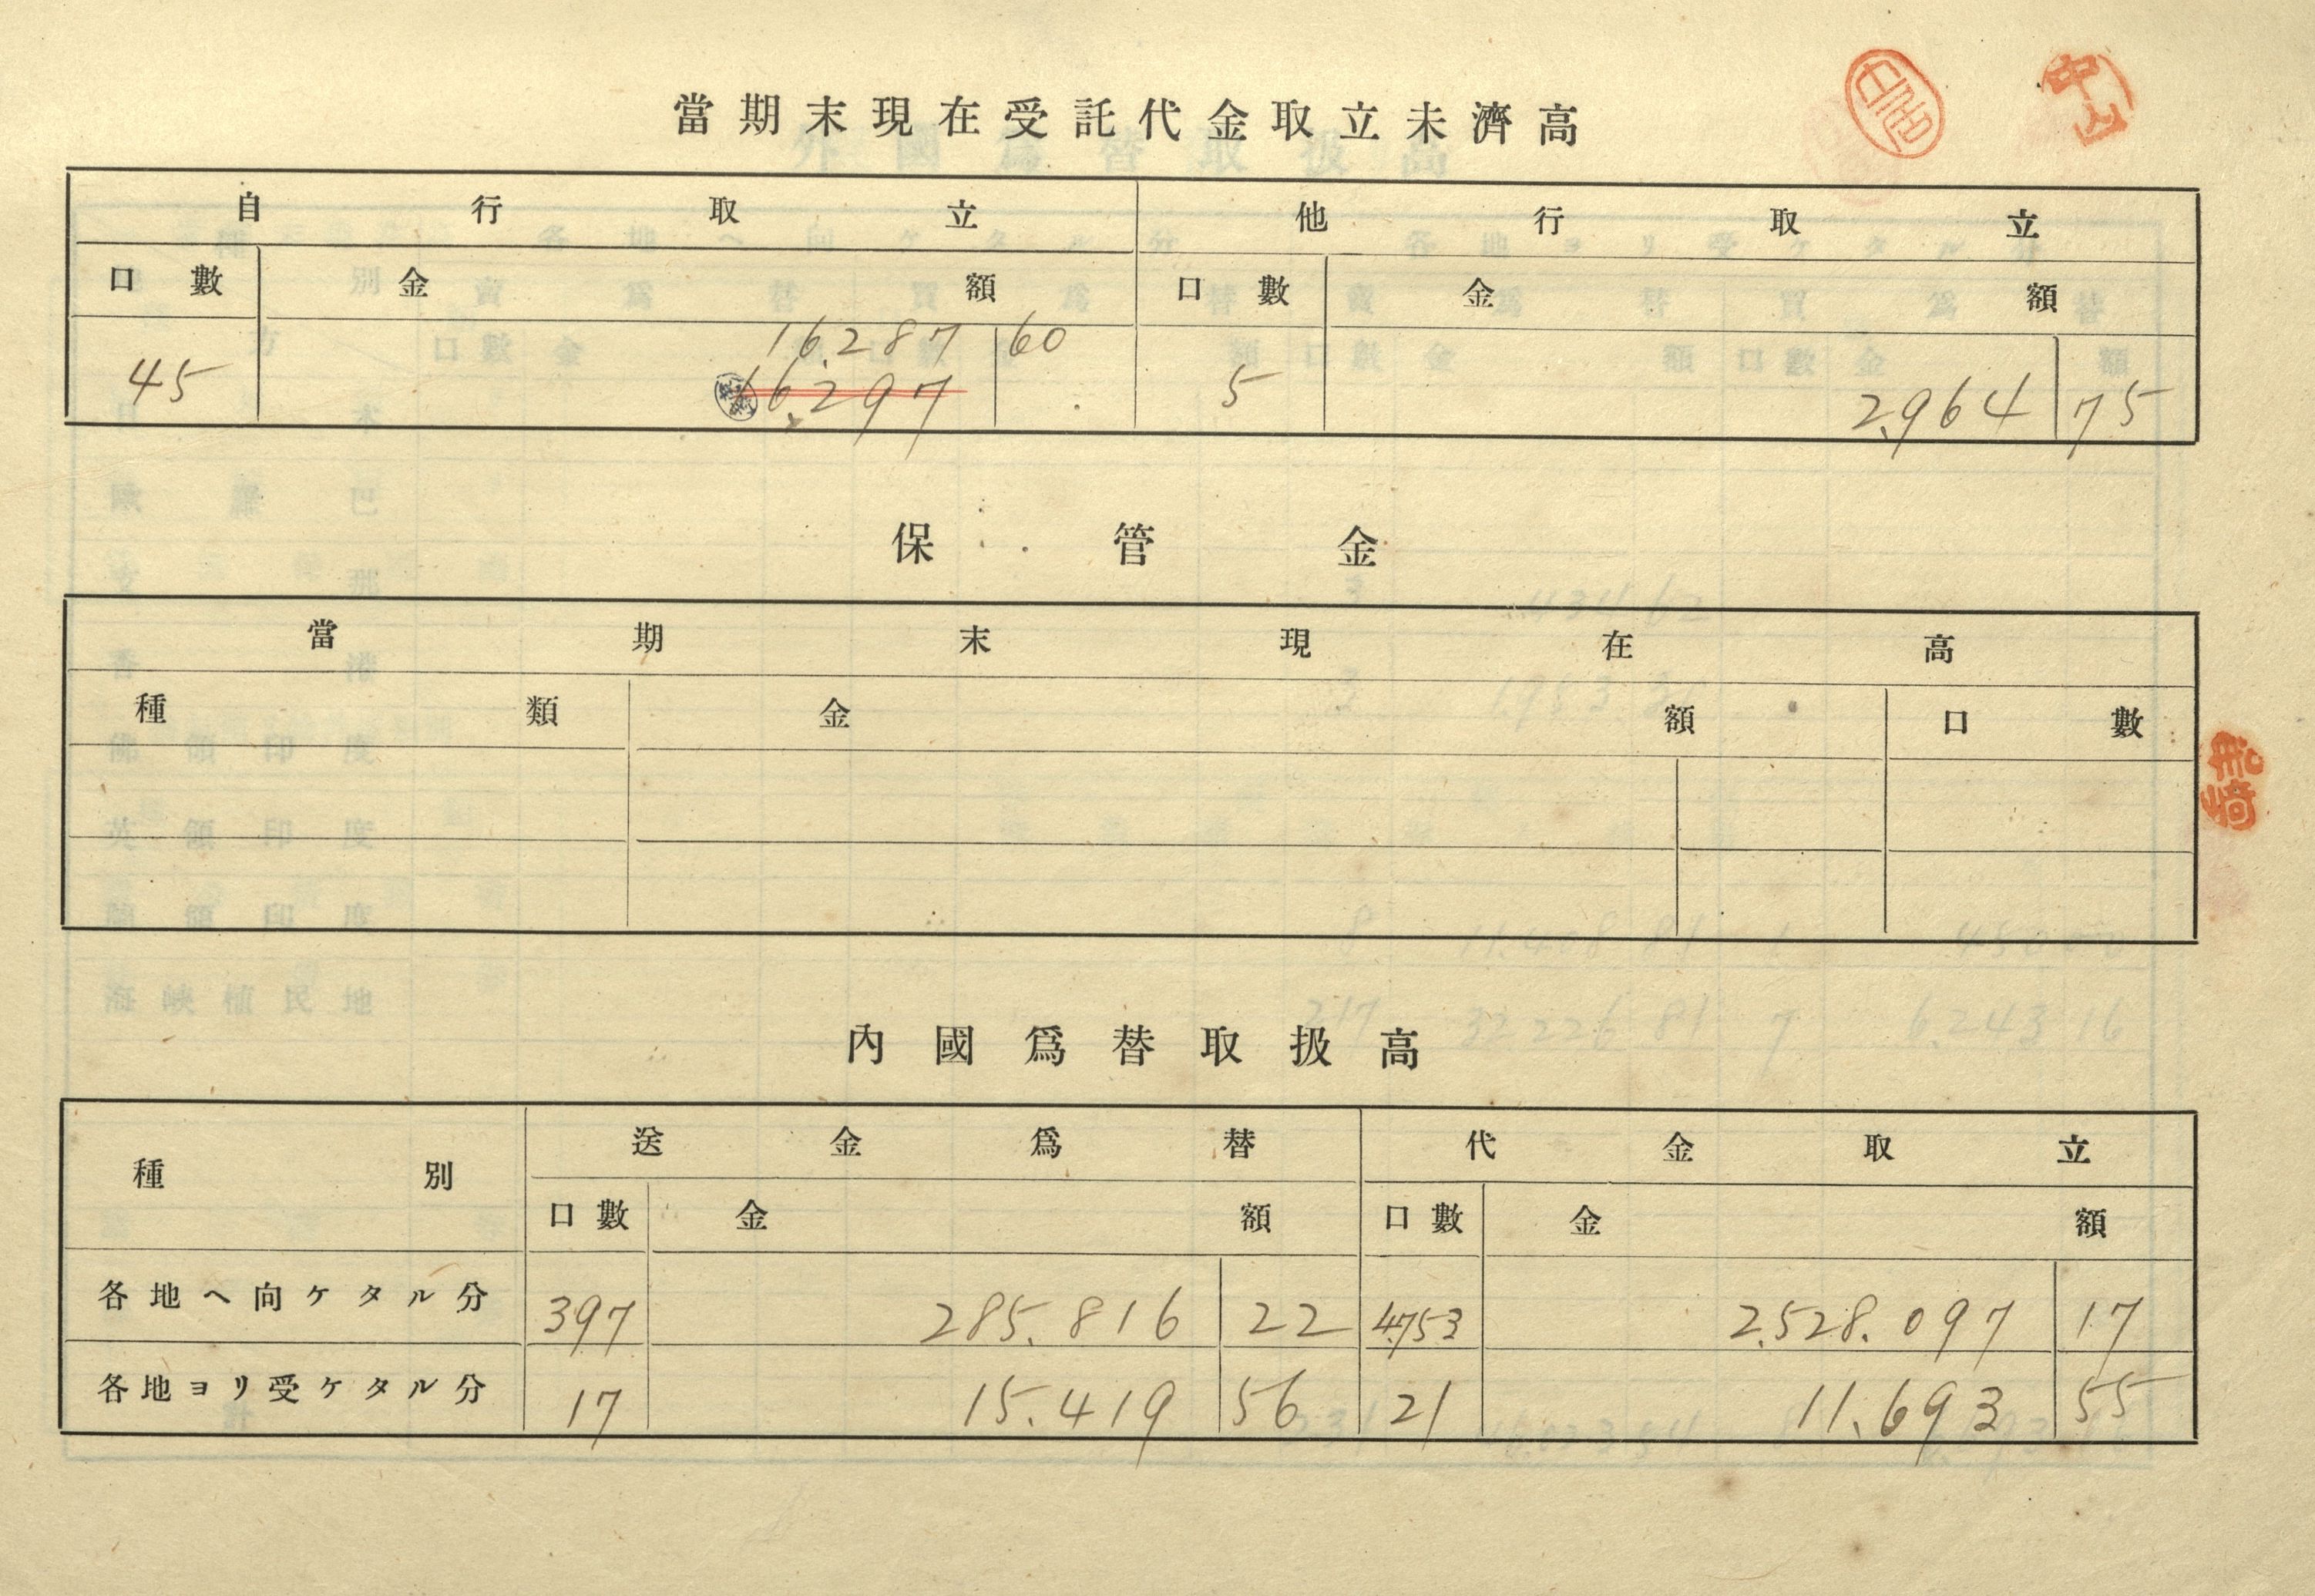 當期末現在受託代金取立未濟高
自行取立 他行取立
口數 金額 口數 金額
16.287 60
45 16.297 5 2,964 75
保管金
當期末現在高
種類 金額 口數
內國爲替取扱高
種別 送金爲替 代金取立
口數 金額 口數 金額
各地ヘ向ケタル分 397 285.816 22 4,753 2,528.097 17
各地ヨリ受ケタル分 17 15.419 56 21 11.693 55
中山